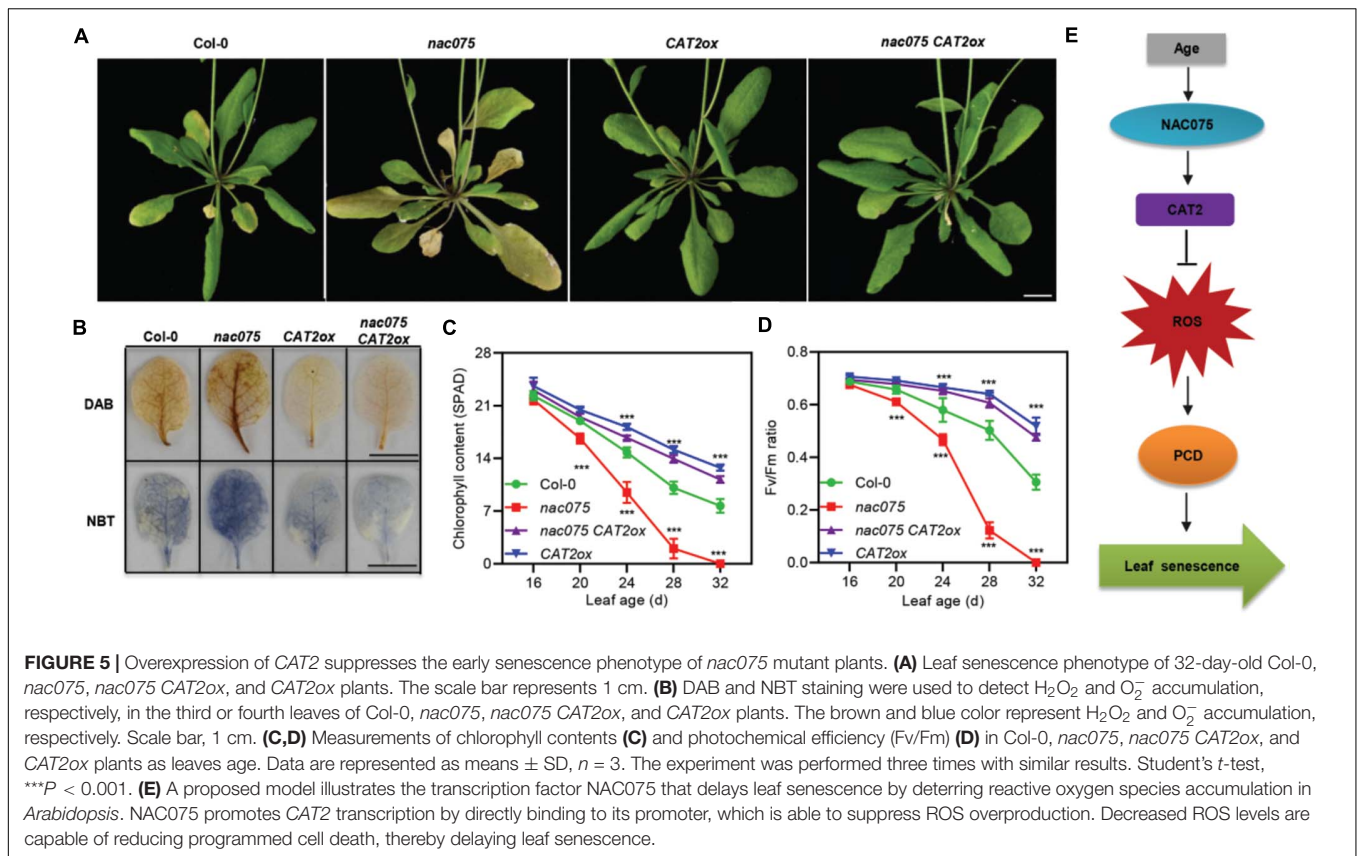 A
Col-0
nac075
CAT2ox
nac075 CAT2ox
B
Col-0
nac075
CAT2ox
nac075
CAT2ox
DAB
NBT
C
28
21
14
7
0
Chlorophyll content (SPAD)
Col-0
nac075
nac075 CAT2ox
CAT2ox
***
***
***
***
***
***
***
16 20 24 28 32
Leaf age (d)
D
0.8
0.6
0.4
0.2
0.0
Fv/Fm ratio
Col-0
nac075
nac075 CAT2ox
CAT2ox
***
***
***
***
***
***
***
16 20 24 28 32
Leaf age (d)
E
Age
NAC075
CAT2
ROS
PCD
Leaf senescence
FIGURE 5 | Overexpression of CAT2 suppresses the early senescence phenotype of nac075 mutant plants. (A) Leaf senescence phenotype of 32-day-old Col-0,
nac075, nac075 CAT2ox, and CAT2ox plants. The scale bar represents 1 cm. (B) DAB and NBT staining were used to detect H₂O₂ and O₂⁻ accumulation,
respectively, in the third or fourth leaves of Col-0, nac075, nac075 CAT2ox, and CAT2ox plants. The brown and blue color represent H₂O₂ and O₂⁻ accumulation,
respectively. Scale bar, 1 cm. (C,D) Measurements of chlorophyll contents (C) and photochemical efficiency (Fv/Fm) (D) in Col-0, nac075, nac075 CAT2ox, and
CAT2ox plants as leaves age. Data are represented as means ± SD, n = 3. The experiment was performed three times with similar results. Student's t-test,
***P < 0.001. (E) A proposed model illustrates the transcription factor NAC075 that delays leaf senescence by deterring reactive oxygen species accumulation in
Arabidopsis. NAC075 promotes CAT2 transcription by directly binding to its promoter, which is able to suppress ROS overproduction. Decreased ROS levels are
capable of reducing programmed cell death, thereby delaying leaf senescence.